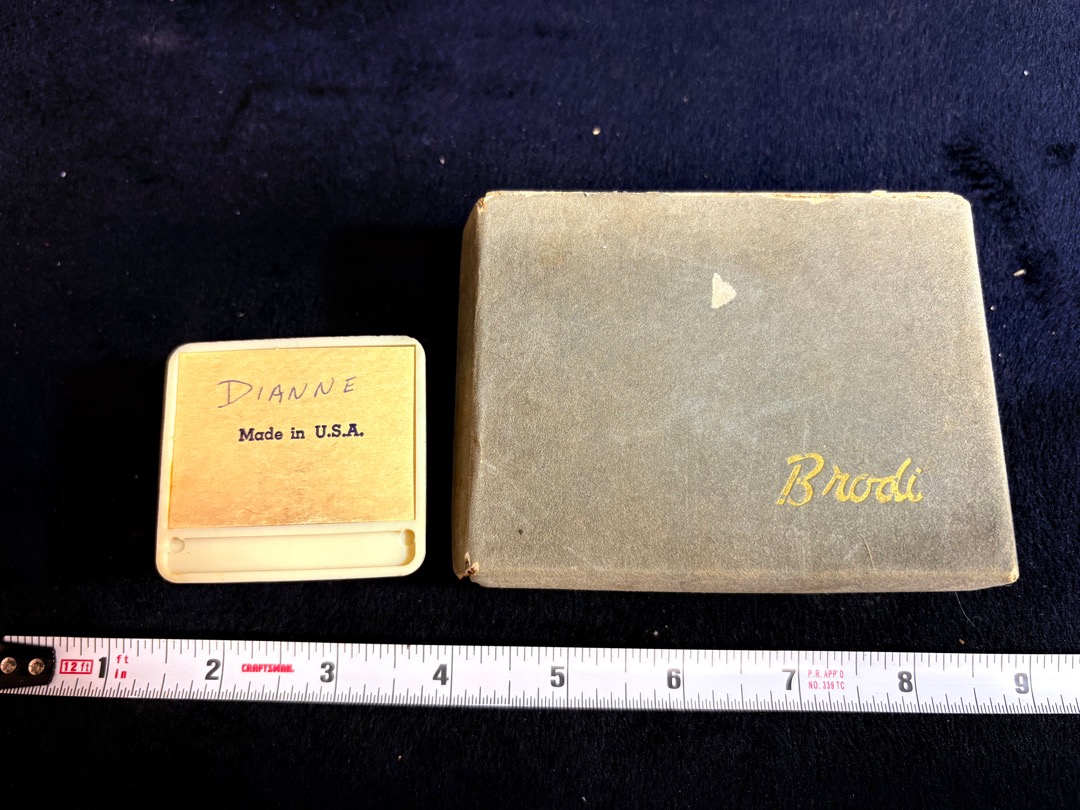 DIANNE
Made in U.S.A.
Brodi
12 ft
ft
in
1 2 CRAFTSMAN 3 4 5 6 7 8 9
P.R. APP'D
NO. 339 TC